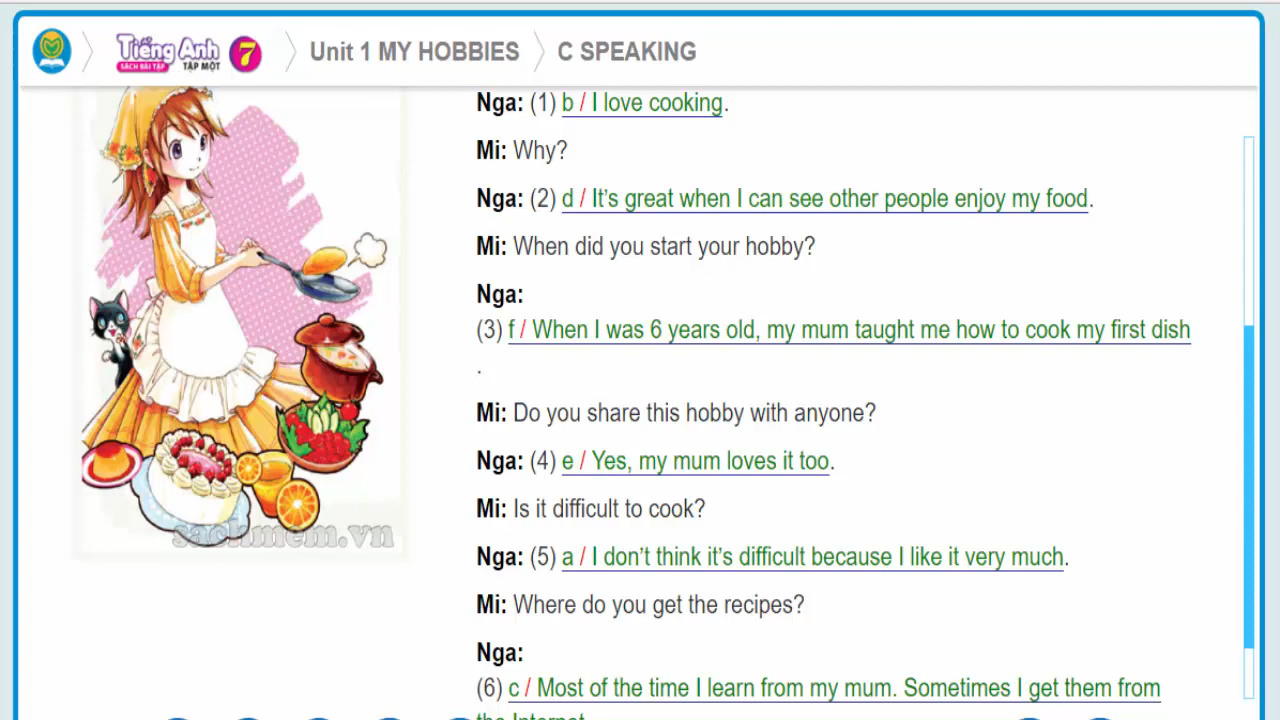 Tiếng Anh 7
SÁCH BÀI TẬP TẬP MỘT
Unit 1 MY HOBBIES
C SPEAKING
Nga: (1) b / I love cooking.
Mi: Why?
Nga: (2) d / It's great when I can see other people enjoy my food.
Mi: When did you start your hobby?
Nga:
(3) f / When I was 6 years old, my mum taught me how to cook my first dish
.
Mi: Do you share this hobby with anyone?
Nga: (4) e / Yes, my mum loves it too.
Mi: Is it difficult to cook?
Nga: (5) a / I don't think it's difficult because I like it very much.
Mi: Where do you get the recipes?
Nga:
(6) c / Most of the time I learn from my mum. Sometimes I get them from
the Internet
sachmem.vn